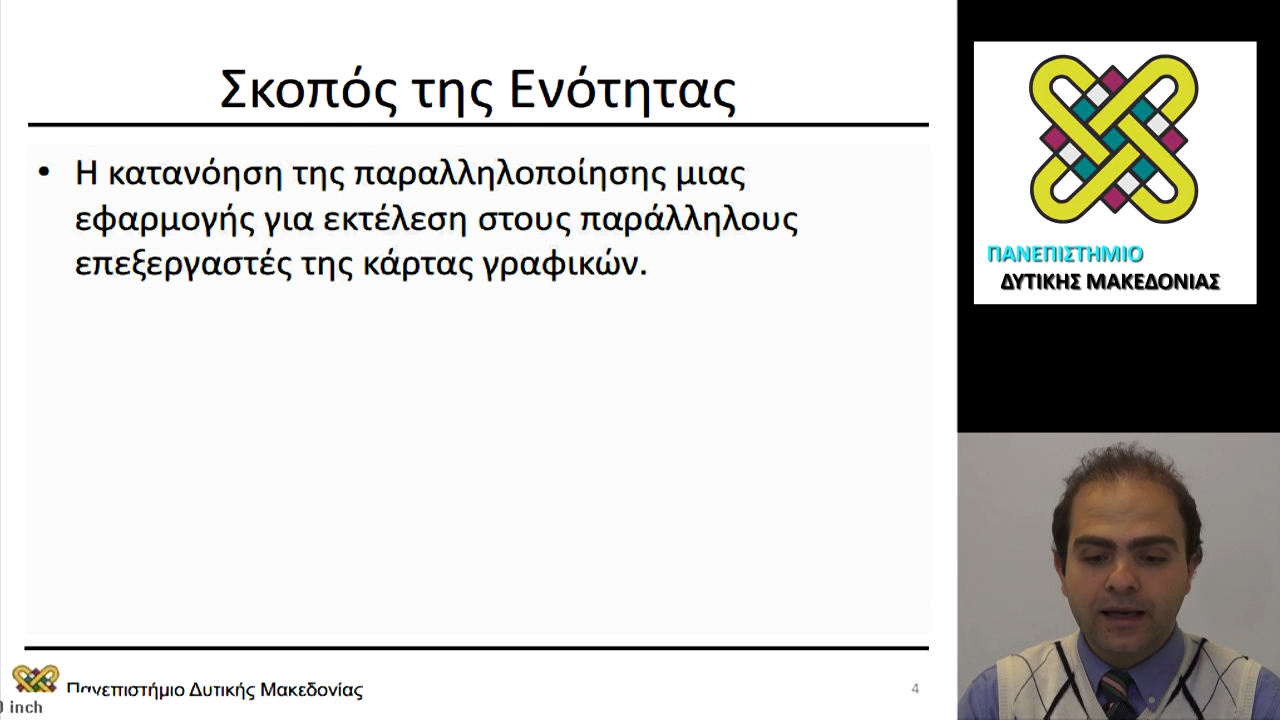 Σκοπός της Ενότητας
• Η κατανόηση της παραλληλοποίησης μιας
εφαρμογής για εκτέλεση στους παράλληλους
επεξεργαστές της κάρτας γραφικών.
Πανεπιστήμιο Δυτικής Μακεδονίας
4
inch
ΠΑΝΕΠΙΣΤΗΜΙΟ
ΔΥΤΙΚΗΣ ΜΑΚΕΔΟΝΙΑΣ